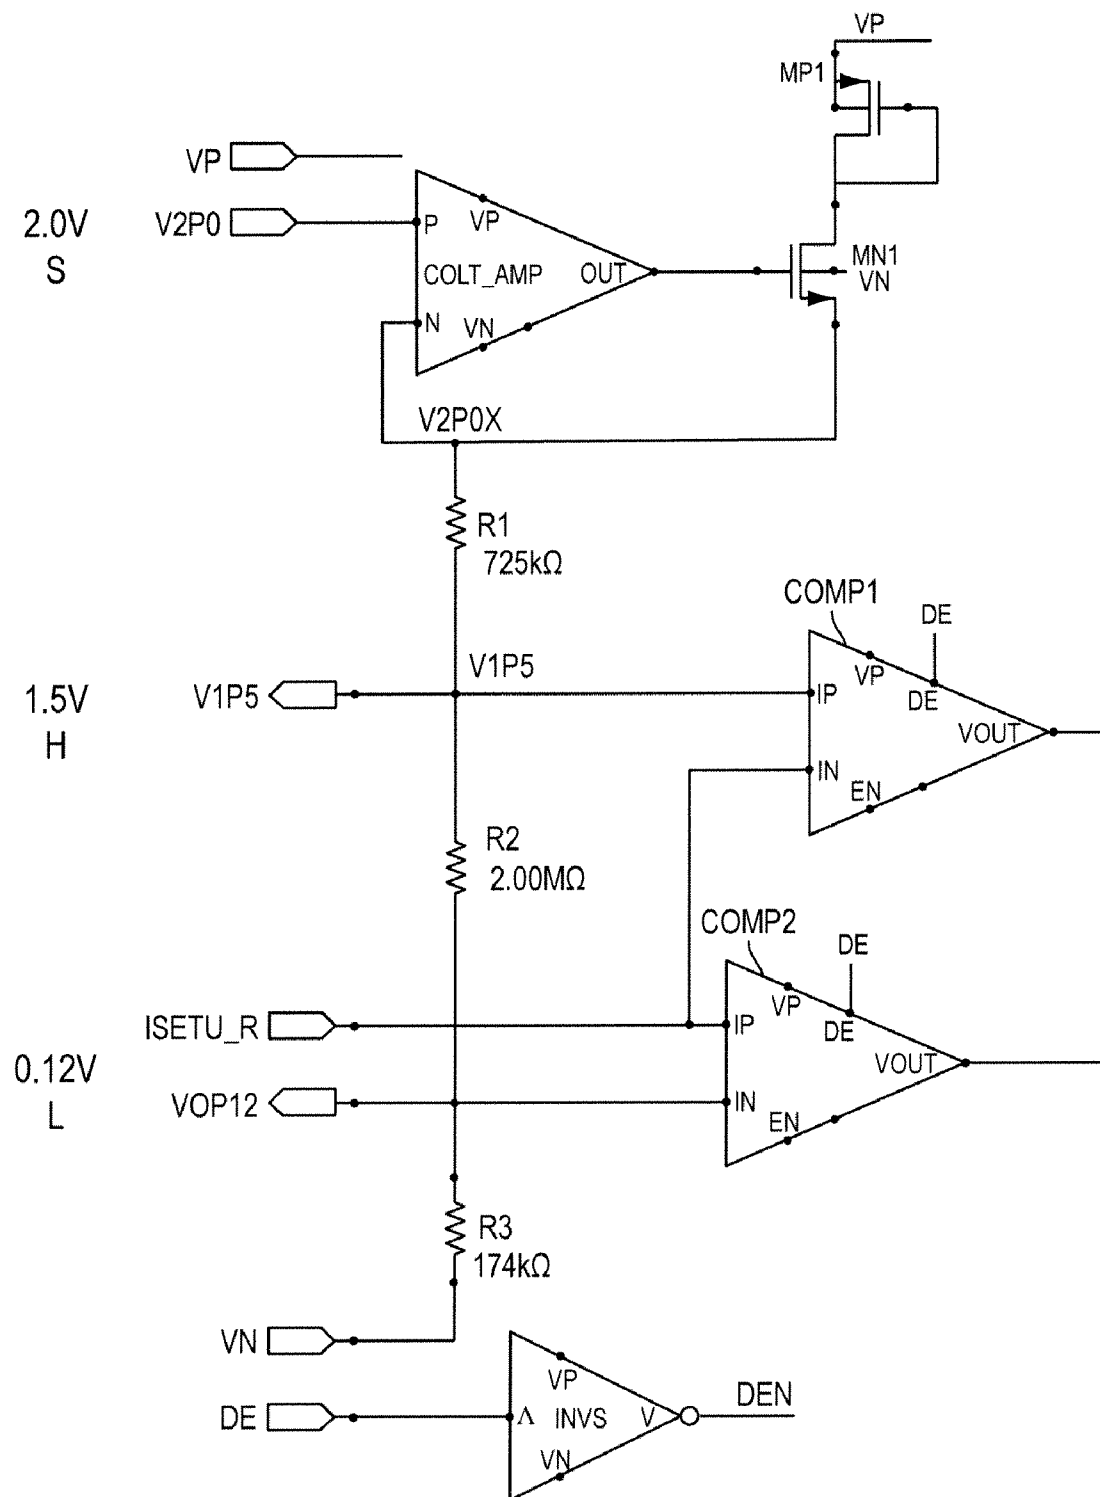 VP
MP1
VP
2.0V
S
V2P0
P
VP
COLT_AMP
OUT
MN1
VN
N
VN
V2P0X
R1
725kΩ
COMP1
DE
1.5V
H
V1P5
V1P5
IP
VP
DE
VOUT
IN
EN
R2
2.00MΩ
COMP2
DE
ISETU_R
IP
VP
DE
VOUT
0.12V
L
VOP12
IN
EN
R3
174kΩ
VN
VP
DE
Λ
INVS
V
DEN
VN